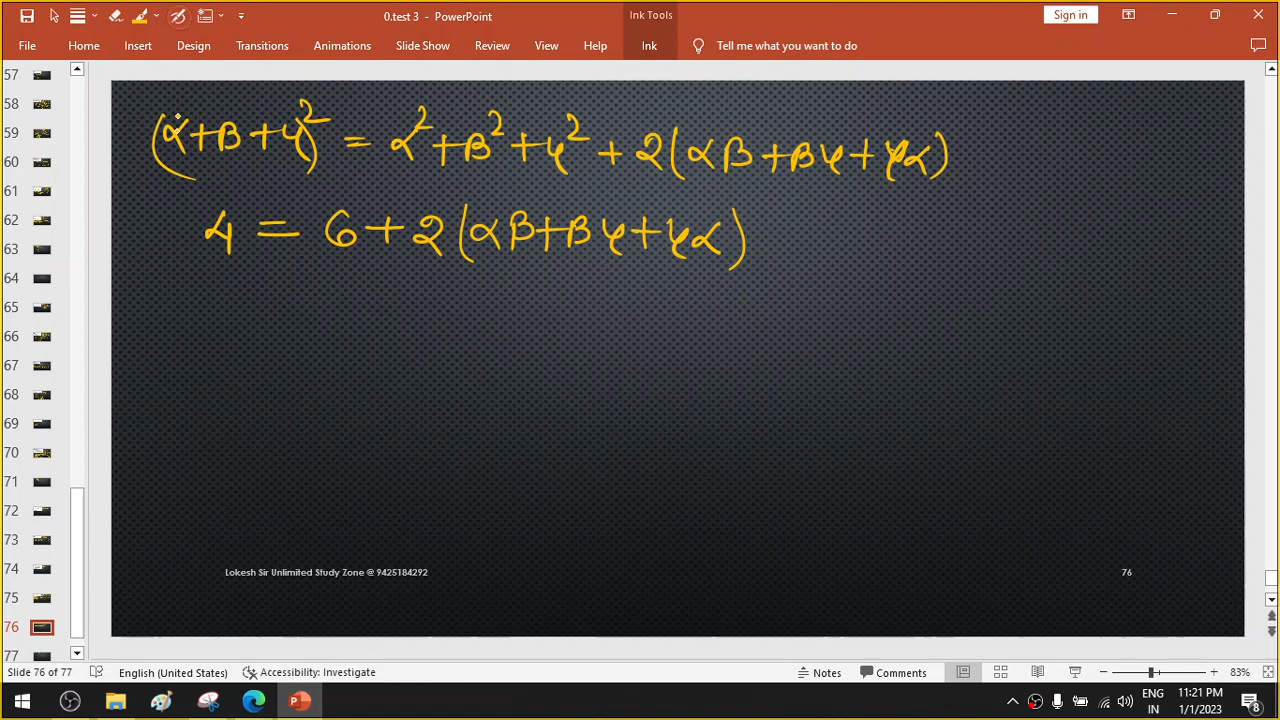 0.test 3 - PowerPoint
Ink Tools
Sign in
File Home Insert Design Transitions Animations Slide Show Review View Help Ink Tell me what you want to do
57
58
59
60
61
62
63
64
65
66
67
68
69
70
71
72
73
74
75
76
77
(α+β+γ)² = α²+β²+γ²+2(αβ+βγ+γα)
4 = 6+2(αβ+βγ+γα)
Lokesh Sir Unlimited Study Zone @ 9425184292
76
Slide 76 of 77 English (United States) Accessibility: Investigate Notes Comments 83%
ENG 11:21 PM
IN 1/1/2023 8